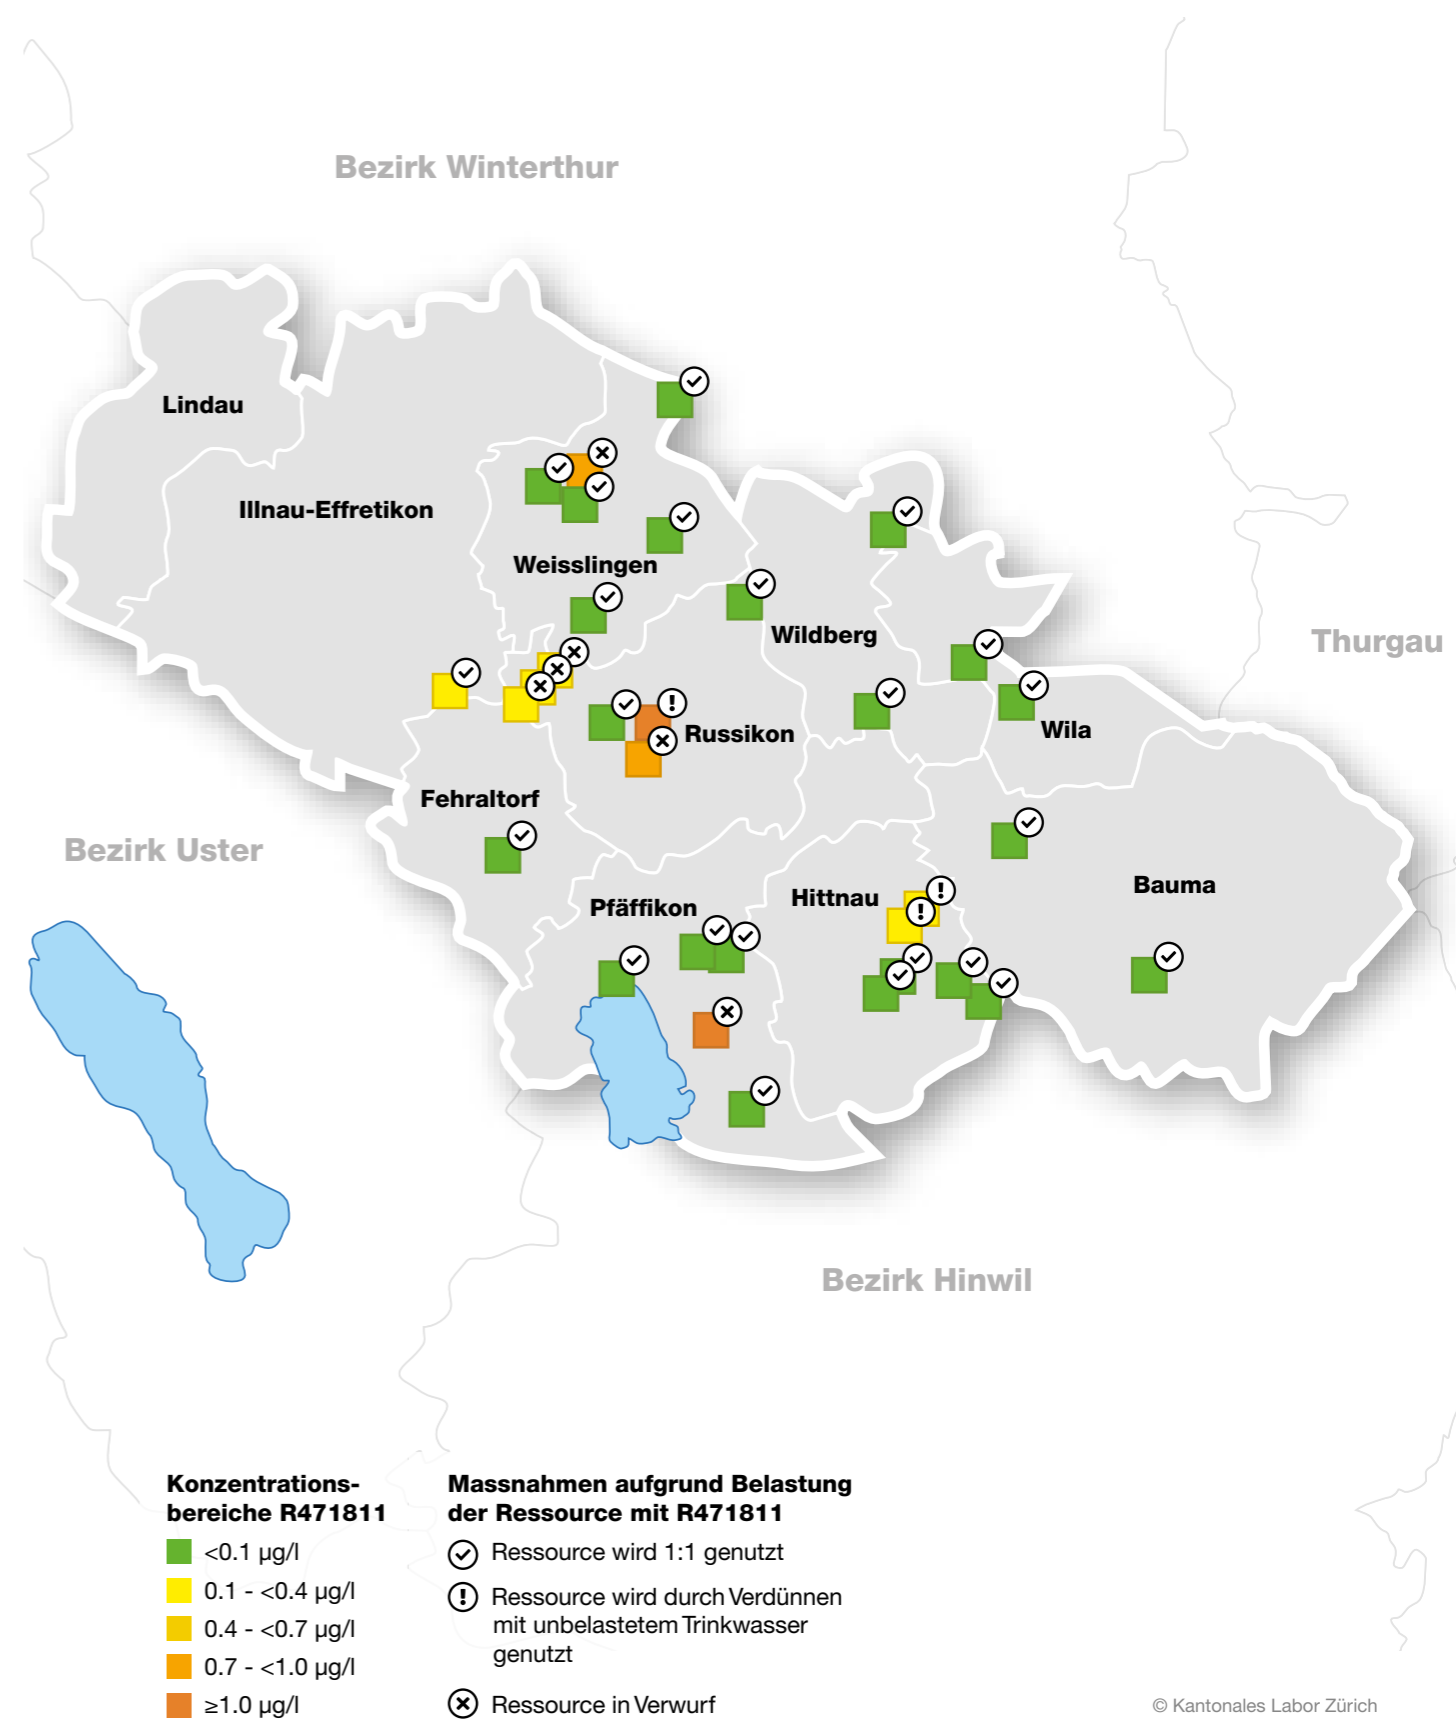 Bezirk Winterthur
Lindau
Illnau-Effretikon
Weisslingen
Wildberg
Thurgau
Russikon
Wila
Fehraltorf
Bezirk Uster
Bauma
Hittnau
Pfäffikon
Bezirk Hinwil
Konzentrations-
bereiche R471811
<0.1 µg/l
0.1 - <0.4 µg/l
0.4 - <0.7 µg/l
0.7 - <1.0 µg/l
≥1.0 µg/l
Massnahmen aufgrund Belastung
der Ressource mit R471811
Ressource wird 1:1 genutzt
Ressource wird durch Verdünnen
mit unbelastetem Trinkwasser
genutzt
Ressource in Verwurf
© Kantonales Labor Zürich